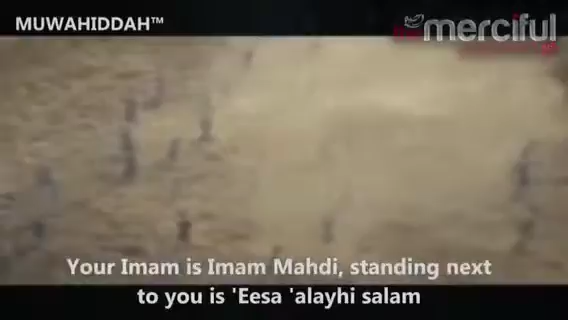 MUWAHIDDAH™
merciful
Your Imam is Imam Mahdi, standing next
to you is 'Eesa 'alayhi salam